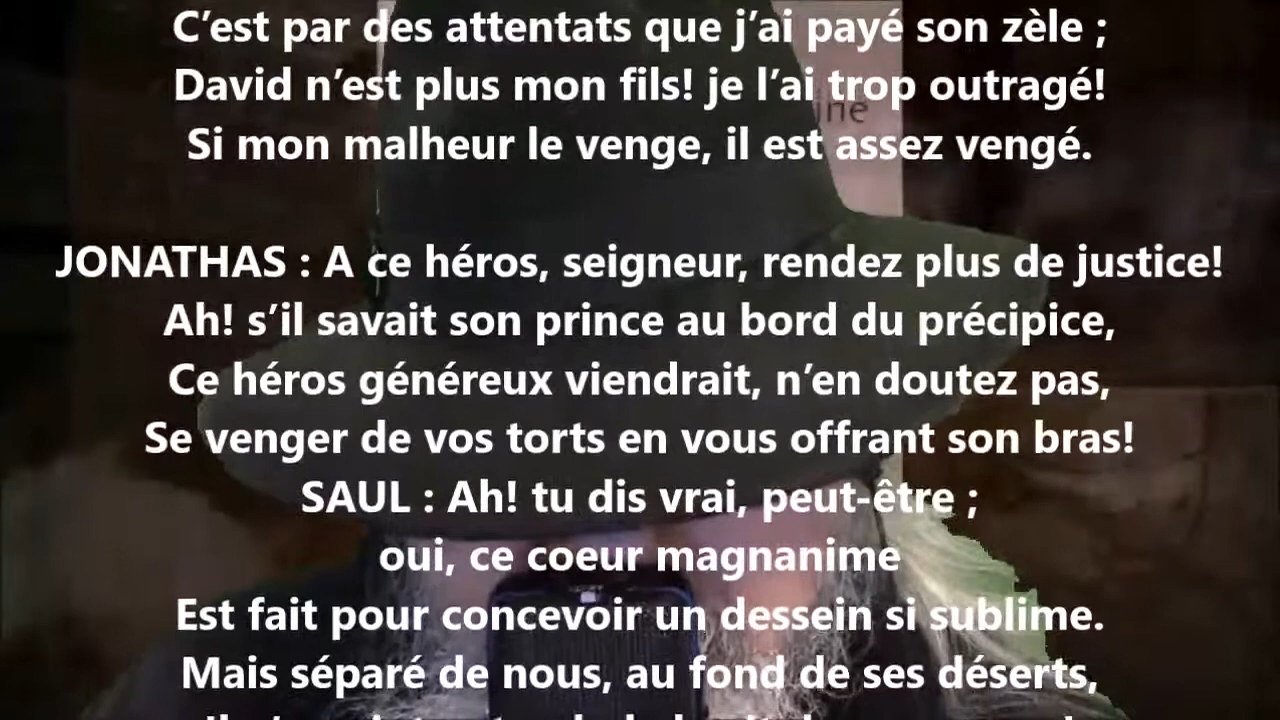 C’est par des attentats que j’ai payé son zèle ;
David n’est plus mon fils! je l’ai trop outragé!
Si mon malheur le venge, il est assez vengé.
JONATHAS : A ce héros, seigneur, rendez plus de justice!
Ah! s’il savait son prince au bord du précipice,
Ce héros généreux viendrait, n’en doutez pas,
Se venger de vos torts en vous offrant son bras!
SAUL : Ah! tu dis vrai, peut-être ;
oui, ce coeur magnanime
Est fait pour concevoir un dessein si sublime.
Mais séparé de nous, au fond de ses déserts,